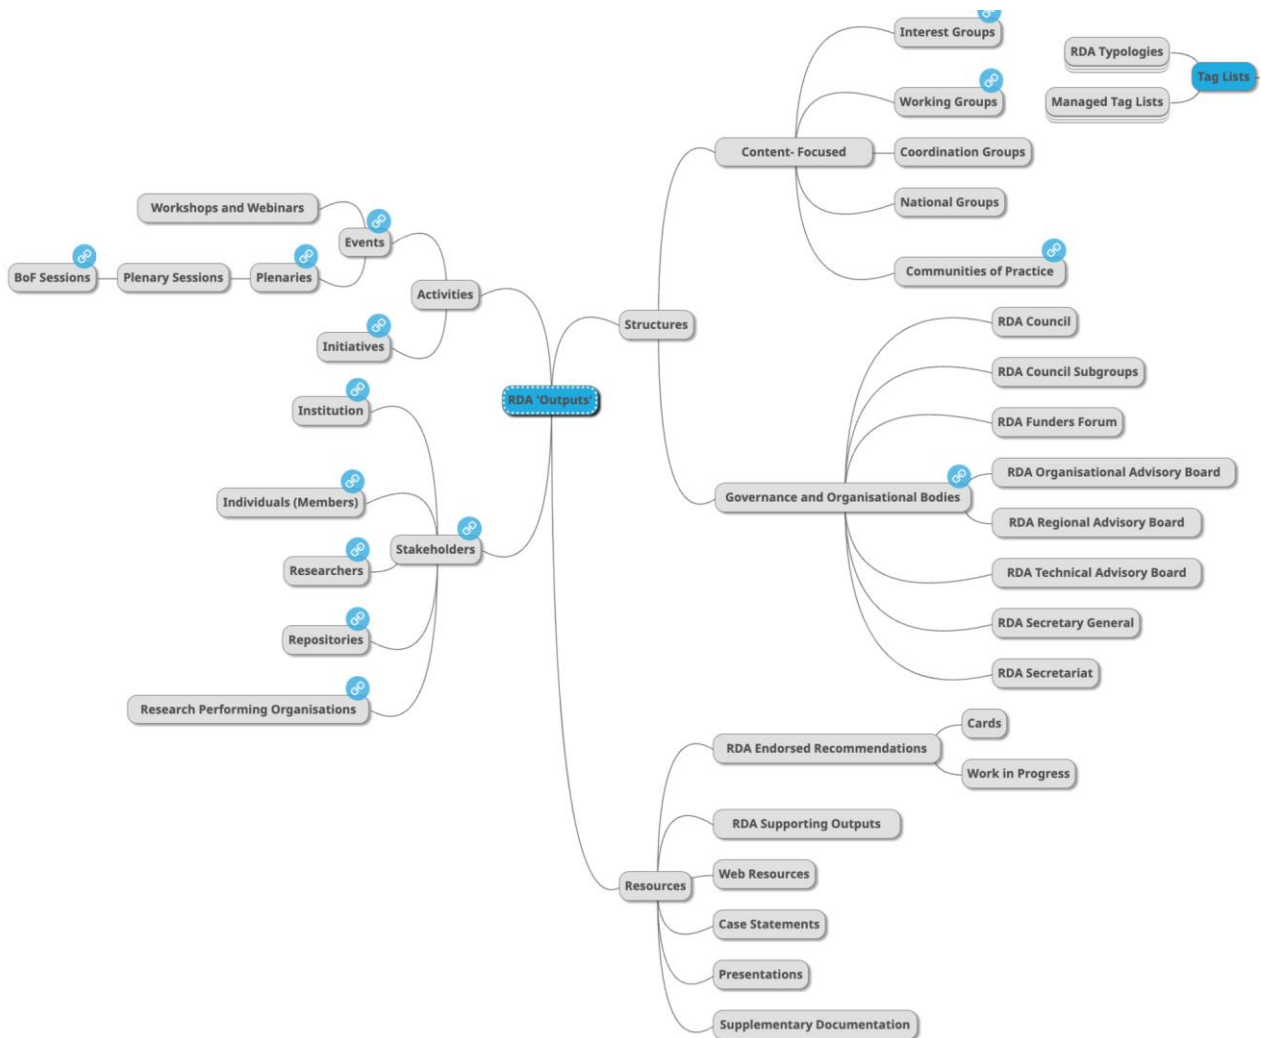 Interest Groups
RDA Typologies
Tag Lists
Working Groups
Managed Tag Lists
Content- Focused
Coordination Groups
National Groups
Communities of Practice
Workshops and Webinars
Events
BoF Sessions
Plenary Sessions
Plenaries
Activities
Initiatives
Structures
RDA 'Outputs'
RDA Council
RDA Council Subgroups
RDA Funders Forum
RDA Organisational Advisory Board
Governance and Organisational Bodies
RDA Regional Advisory Board
RDA Technical Advisory Board
RDA Secretary General
RDA Secretariat
Institution
Individuals (Members)
Stakeholders
Researchers
Repositories
Research Performing Organisations
Cards
RDA Endorsed Recommendations
Work in Progress
RDA Supporting Outputs
Web Resources
Resources
Case Statements
Presentations
Supplementary Documentation